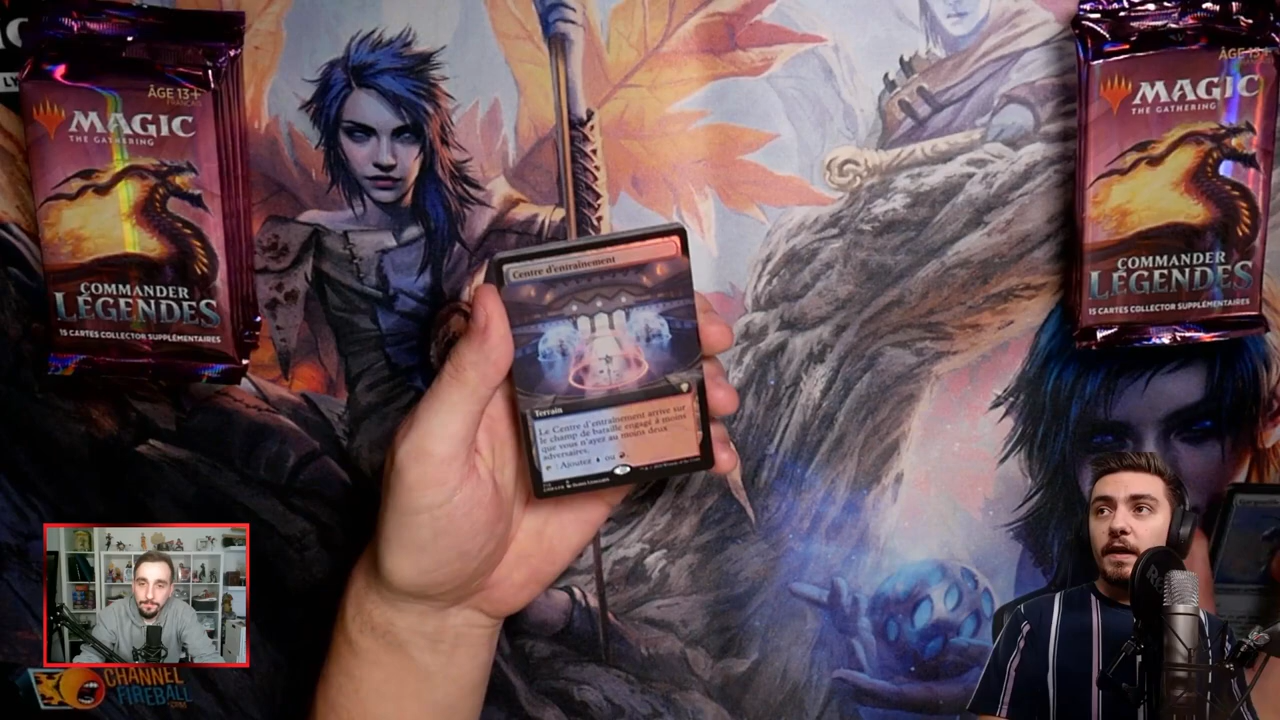 ÂGE 13+
FRANÇAIS
MAGIC
THE GATHERING
COMMANDER
LÉGENDES
15 CARTES COLLECTOR SUPPLÉMENTAIRES
Centre d'entraînement
Terrain
Le Centre d'entraînement arrive sur
le champ de bataille engagé à moins
que vous n'ayez au moins deux
adversaires.
: Ajoutez ou
ÂGE 13+
MAGIC
THE GATHERING
COMMANDER
LÉGENDES
15 CARTES COLLECTOR SUPPLÉMENTAIRES
CHANNEL
FIREBALL
.COM